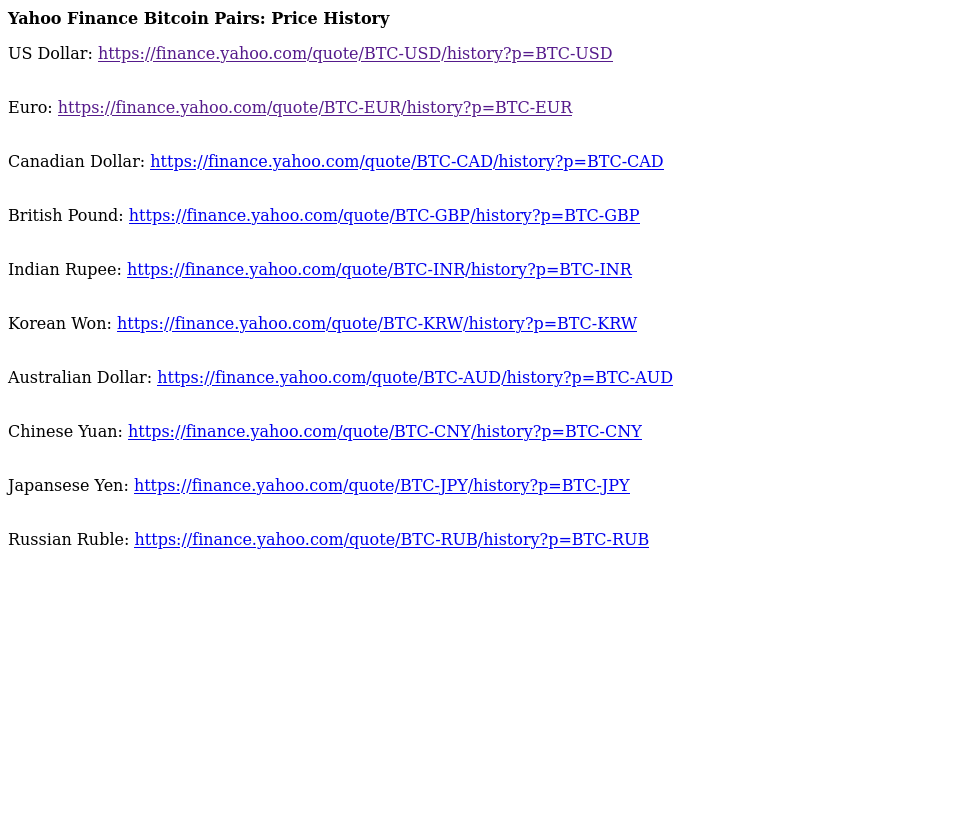 Yahoo Finance Bitcoin Pairs: Price History
US Dollar: https://finance.yahoo.com/quote/BTC-USD/history?p=BTC-USD
Euro: https://finance.yahoo.com/quote/BTC-EUR/history?p=BTC-EUR
Canadian Dollar: https://finance.yahoo.com/quote/BTC-CAD/history?p=BTC-CAD
British Pound: https://finance.yahoo.com/quote/BTC-GBP/history?p=BTC-GBP
Indian Rupee: https://finance.yahoo.com/quote/BTC-INR/history?p=BTC-INR
Korean Won: https://finance.yahoo.com/quote/BTC-KRW/history?p=BTC-KRW
Australian Dollar: https://finance.yahoo.com/quote/BTC-AUD/history?p=BTC-AUD
Chinese Yuan: https://finance.yahoo.com/quote/BTC-CNY/history?p=BTC-CNY
Japansese Yen: https://finance.yahoo.com/quote/BTC-JPY/history?p=BTC-JPY
Russian Ruble: https://finance.yahoo.com/quote/BTC-RUB/history?p=BTC-RUB